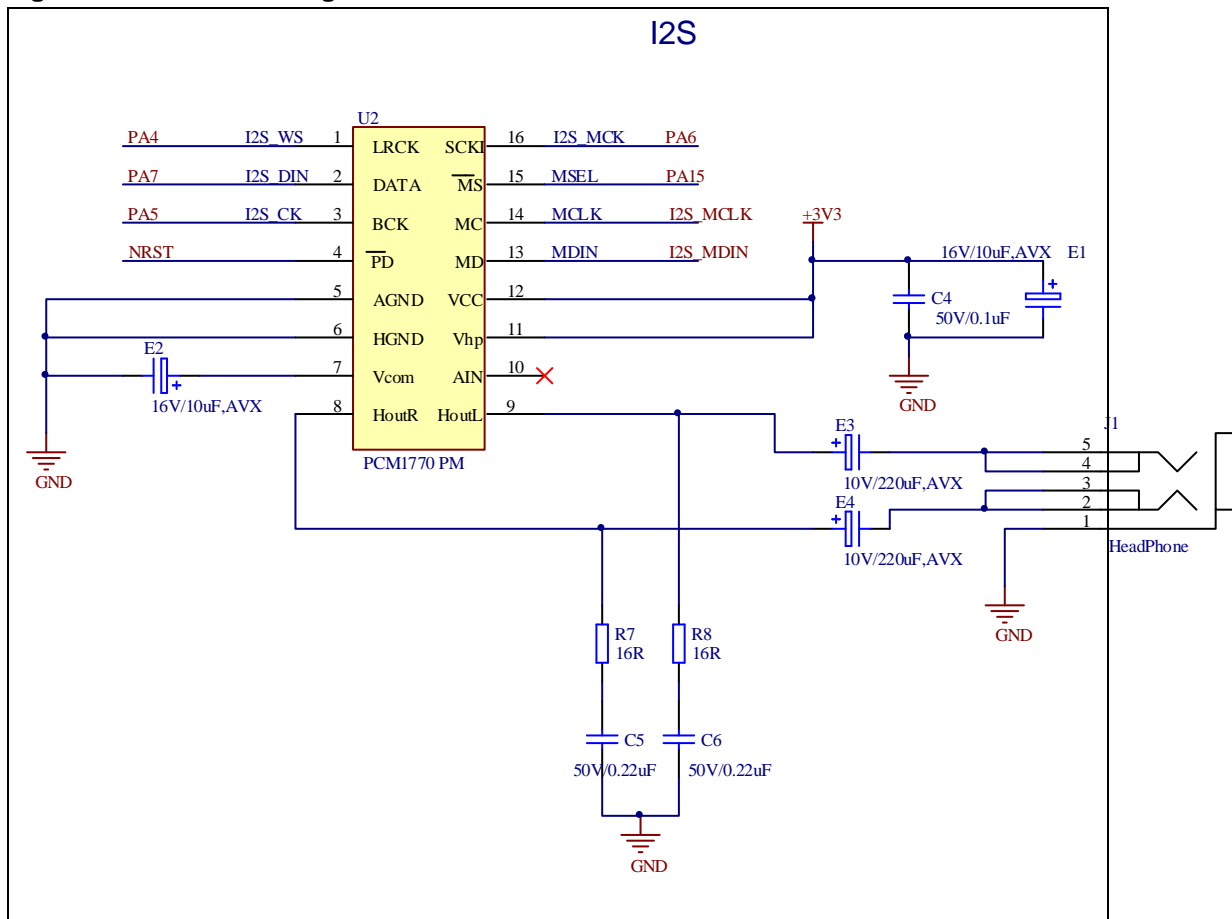 I2S
U2
PA4 I2S_WS 1 LRCK SCKI 16 I2S_MCK PA6
PA7 I2S_DIN 2 DATA MS 15 MSEL PA15
PA5 I2S_CK 3 BCK MC 14 MCLK I2S_MCLK
NRST 4 PD MD 13 MDIN I2S_MDIN
5 AGND VCC 12
6 HGND Vhp 11
7 Vcom AIN 10
8 HoutR HoutL 9
PCM1770 PM
+3V3
16V/10uF,AVX E1
C4
50V/0.1uF
GND
E2
16V/10uF,AVX
GND
E3
10V/220uF,AVX
E4
10V/220uF,AVX
J1
5
4
3
2
1
HeadPhone
GND
R7
16R
R8
16R
C5
50V/0.22uF
C6
50V/0.22uF
GND